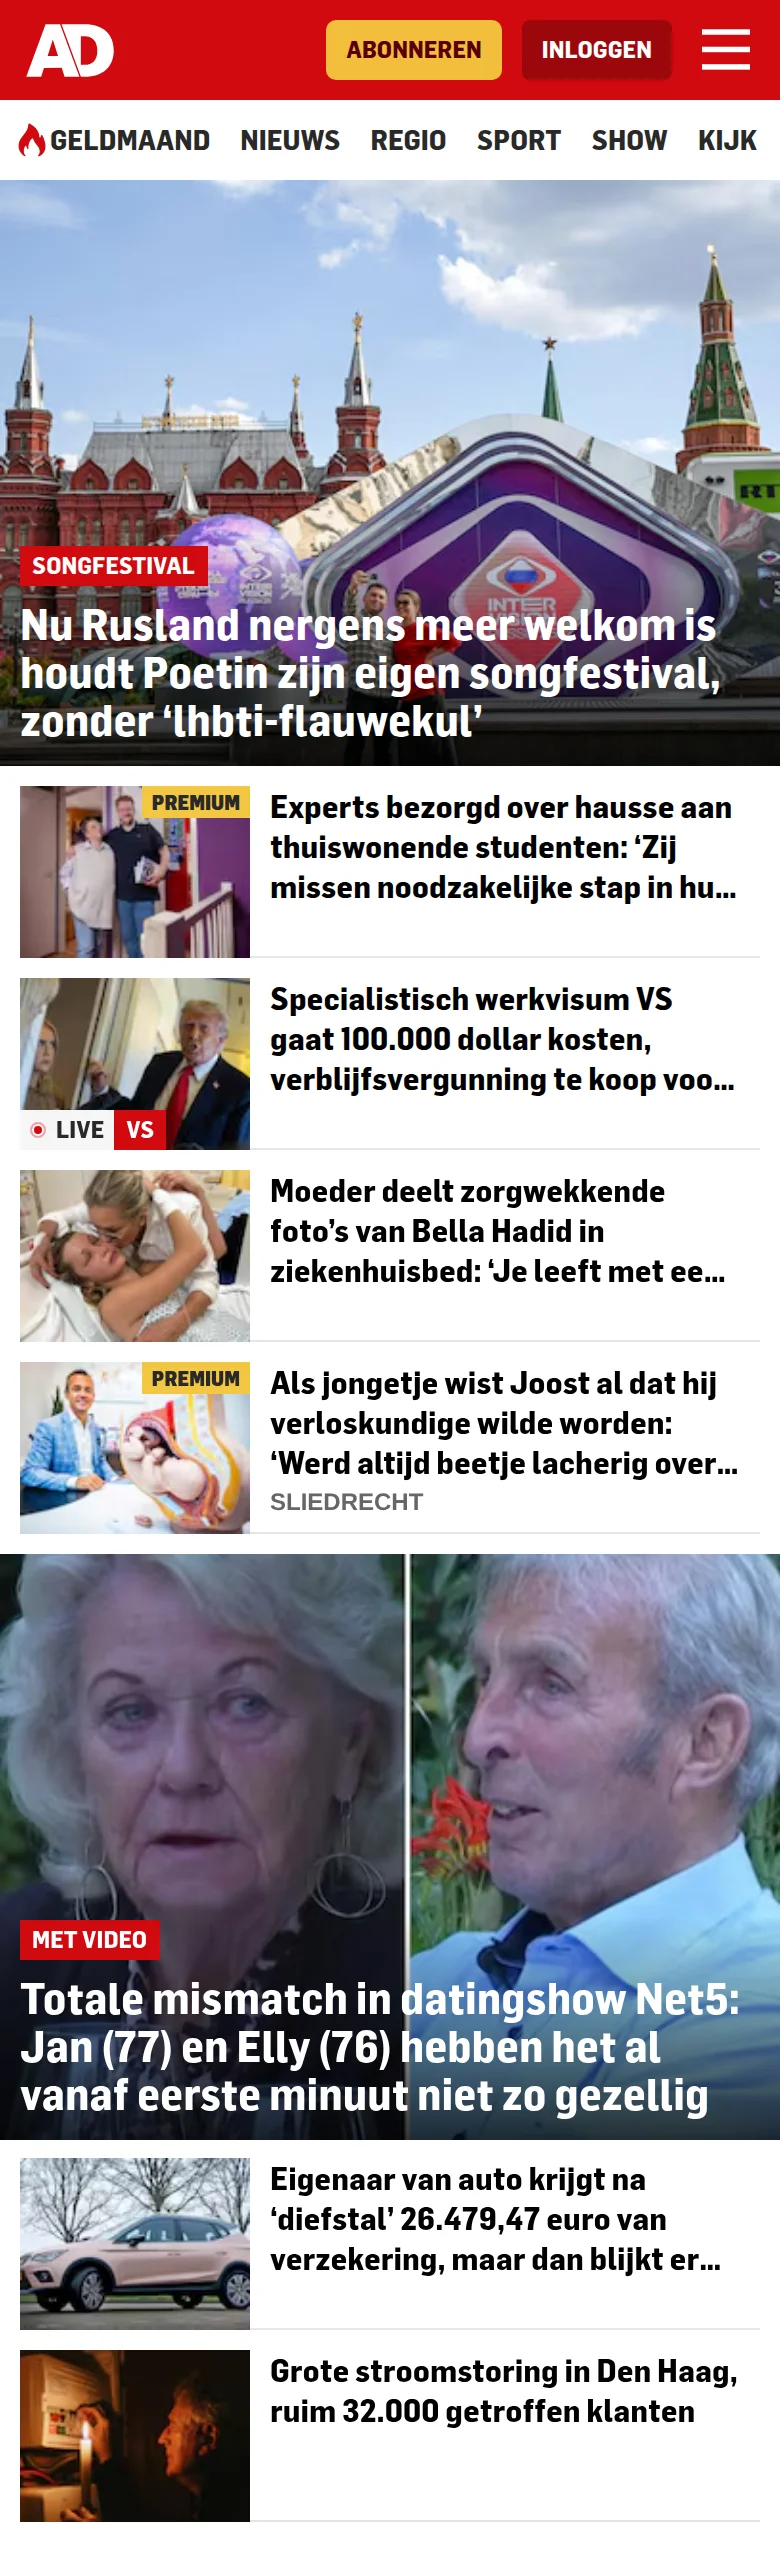 AD
ABONNEREN
INLOGGEN
GELDMAAND NIEUWS REGIO SPORT SHOW KIJK
RT
INTER
SONGFESTIVAL
Nu Rusland nergens meer welkom is
houdt Poetin zijn eigen songfestival,
zonder ‘lhbti-flauwekul’
PREMIUM
Experts bezorgd over hausse aan
thuiswonende studenten: ‘Zij
missen noodzakelijke stap in hu...
Specialistisch werkvisum VS
gaat 100.000 dollar kosten,
verblijfsvergunning te koop voo...
LIVE VS
Moeder deelt zorgwekkende
foto’s van Bella Hadid in
ziekenhuisbed: ‘Je leeft met ee...
PREMIUM
Als jongetje wist Joost al dat hij
verloskundige wilde worden:
‘Werd altijd beetje lacherig over...
SLIEDRECHT
MET VIDEO
Totale mismatch in datingshow Net5:
Jan (77) en Elly (76) hebben het al
vanaf eerste minuut niet zo gezellig
Eigenaar van auto krijgt na
‘diefstal’ 26.479,47 euro van
verzekering, maar dan blijkt er...
Grote stroomstoring in Den Haag,
ruim 32.000 getroffen klanten